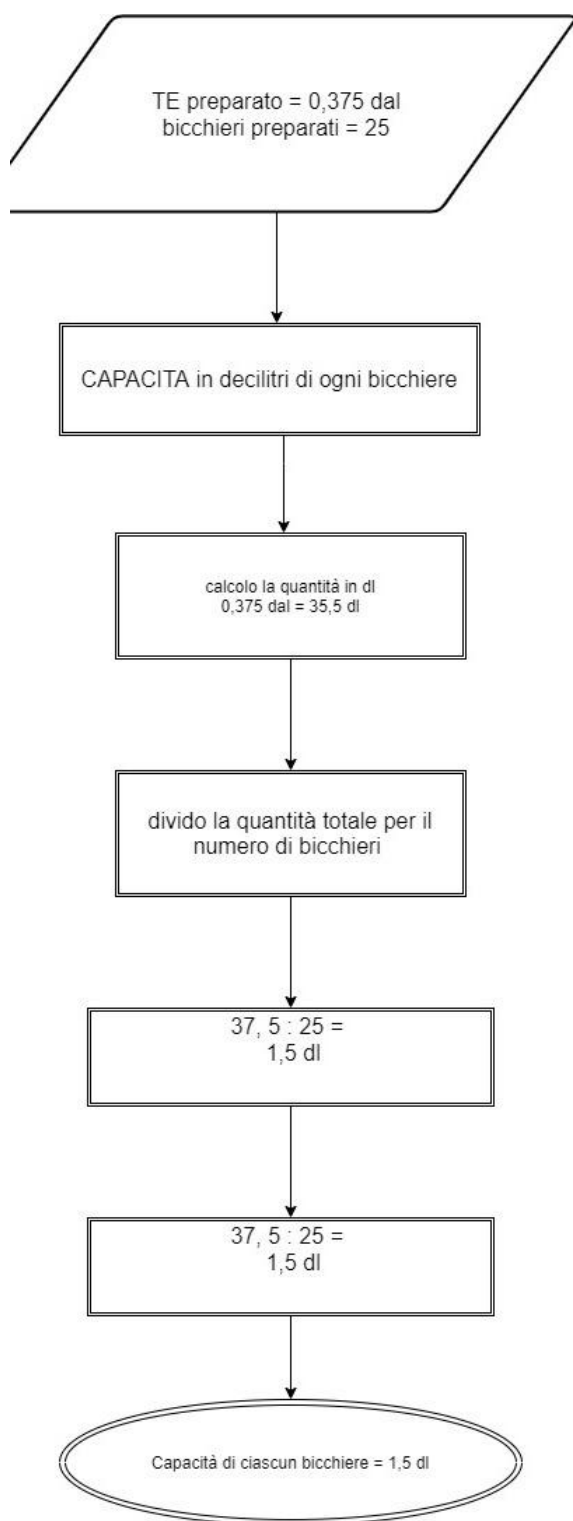 TE preparato = 0,375 dal
bicchieri preparati = 25
CAPACITA in decilitri di ogni bicchiere
calcolo la quantità in dl
0,375 dal = 35,5 dl
divido la quantità totale per il
numero di bicchieri
37, 5 : 25 =
1,5 dl
37, 5 : 25 =
1,5 dl
Capacità di ciascun bicchiere = 1,5 dl